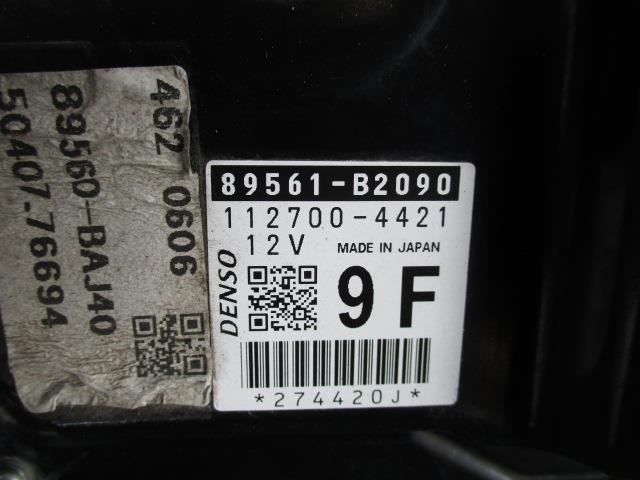 462 0606
89560-BAJ40
50407-76694
89561-B2090
112700-4421
12V MADE IN JAPAN
DENSO
9F
*274420J*